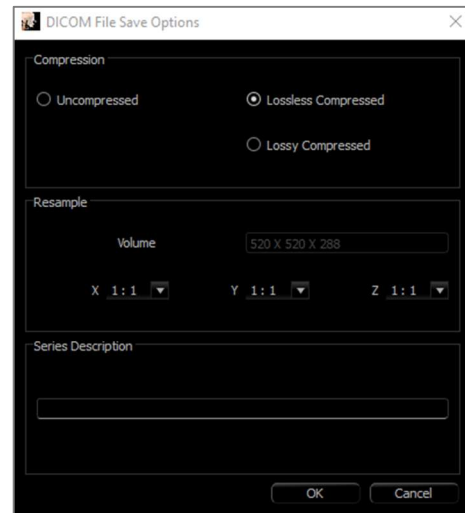 DICOM File Save Options
Compression
Uncompressed
Lossless Compressed
Lossy Compressed
Resample
Volume 520 X 520 X 288
X 1:1 Y 1:1 Z 1:1
Series Description
OK Cancel